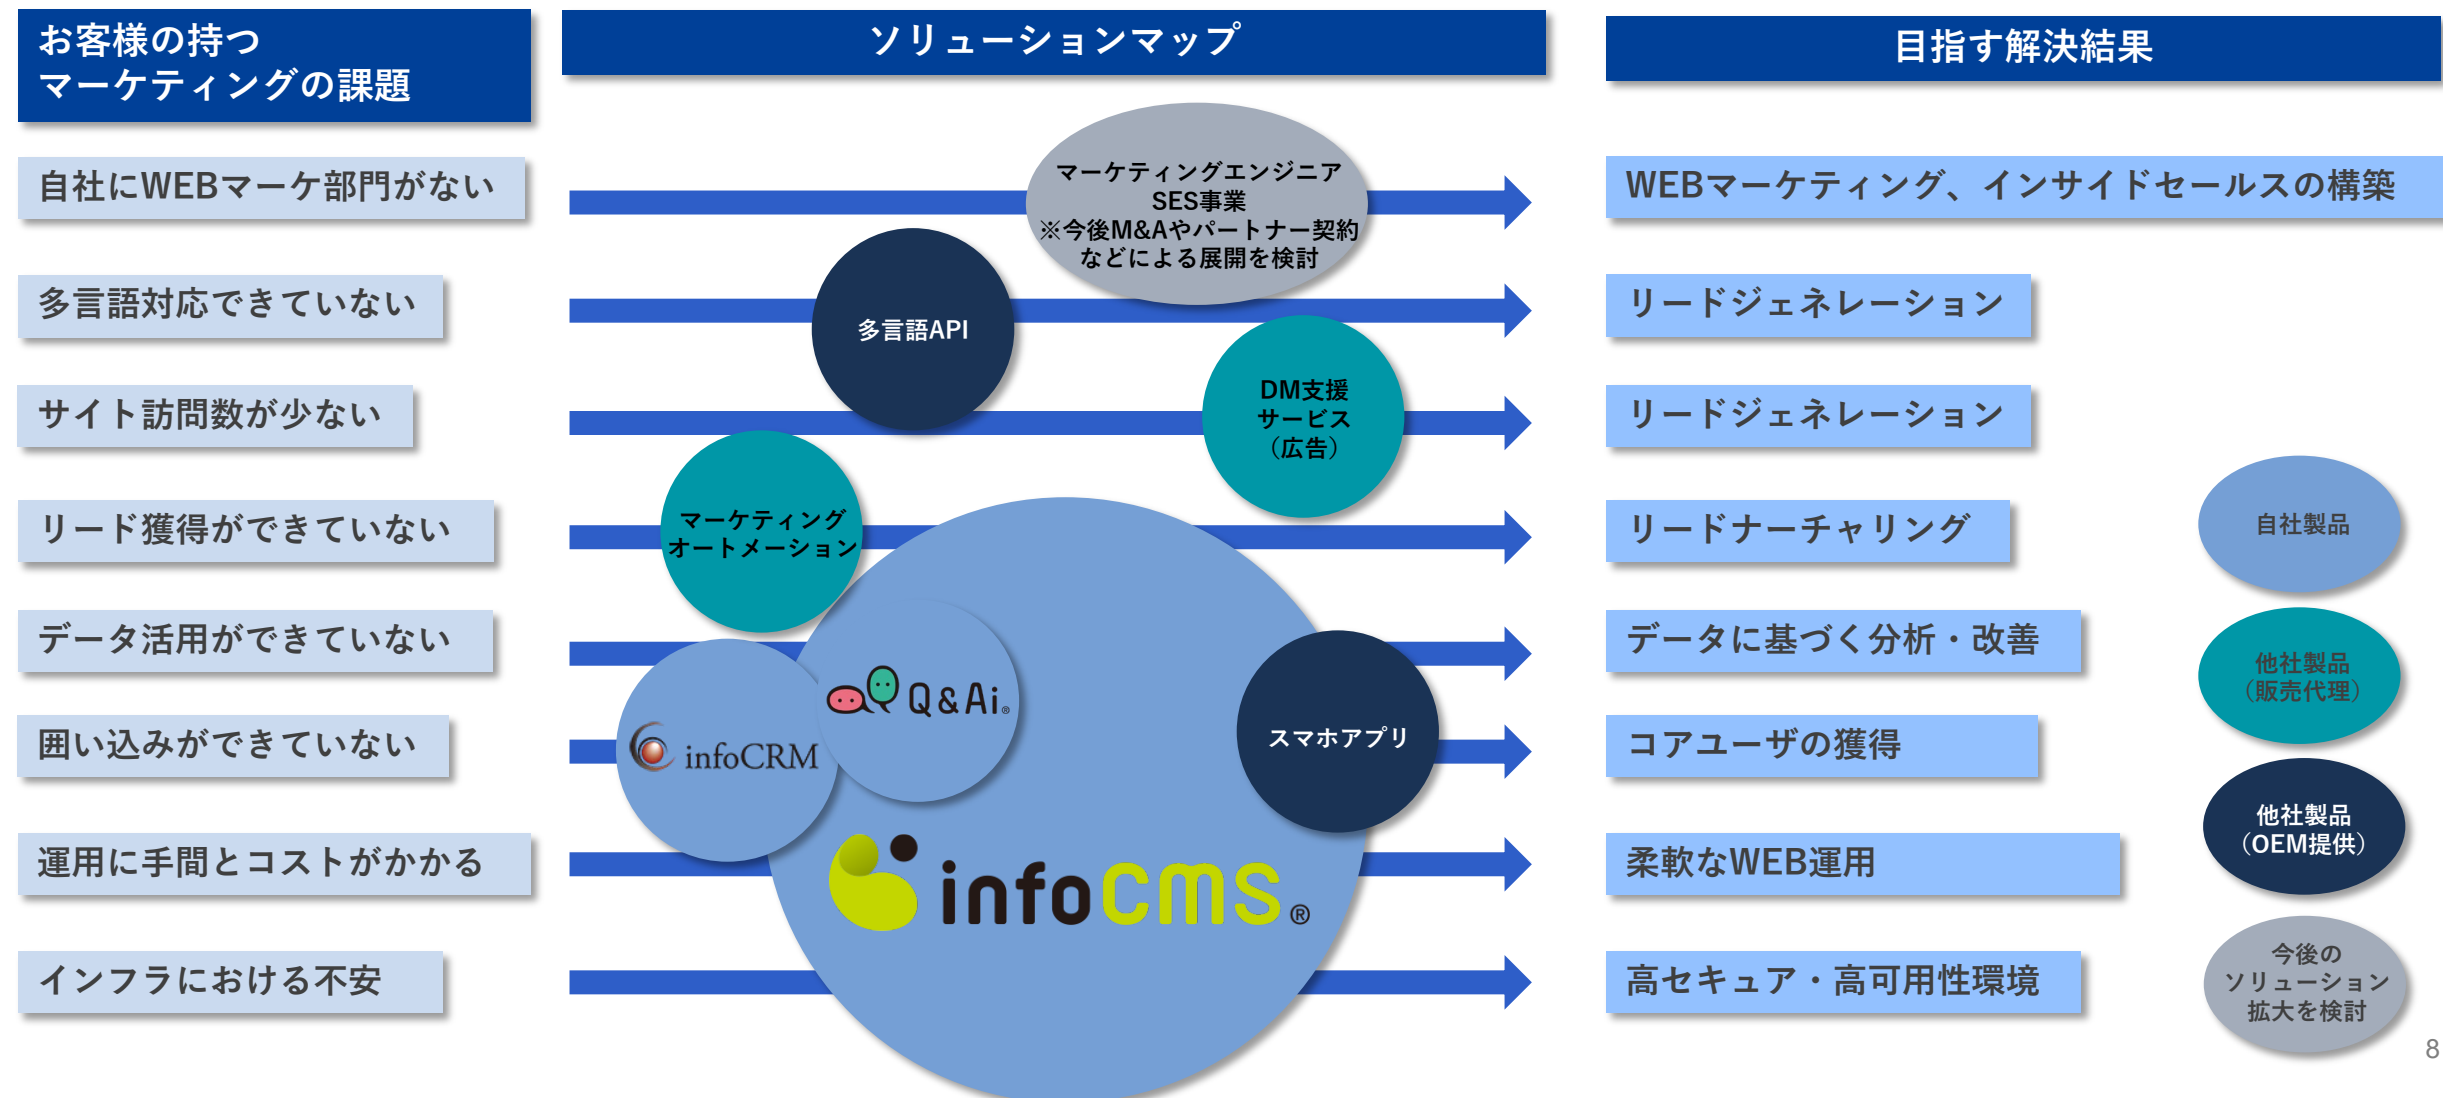 お客様の持つ
マーケティングの課題
ソリューションマップ
目指す解決結果
自社にWEBマーケ部門がない
マーケティングエンジニア
SES事業
※今後M&Aやパートナー契約
などによる展開を検討
WEBマーケティング、インサイドセールスの構築
多言語対応できていない
多言語API
リードジェネレーション
サイト訪問数が少ない
DM支援
サービス
（広告）
リードジェネレーション
リード獲得ができていない
マーケティング
オートメーション
リードナーチャリング
データ活用ができていない
Q&Ai®
データに基づく分析・改善
囲い込みができていない
infoCRM
スマホアプリ
コアユーザの獲得
運用に手間とコストがかかる
infocms®
柔軟なWEB運用
インフラにおける不安
高セキュア・高可用性環境
自社製品
他社製品
（販売代理）
他社製品
（OEM提供）
今後の
ソリューション
拡大を検討
8